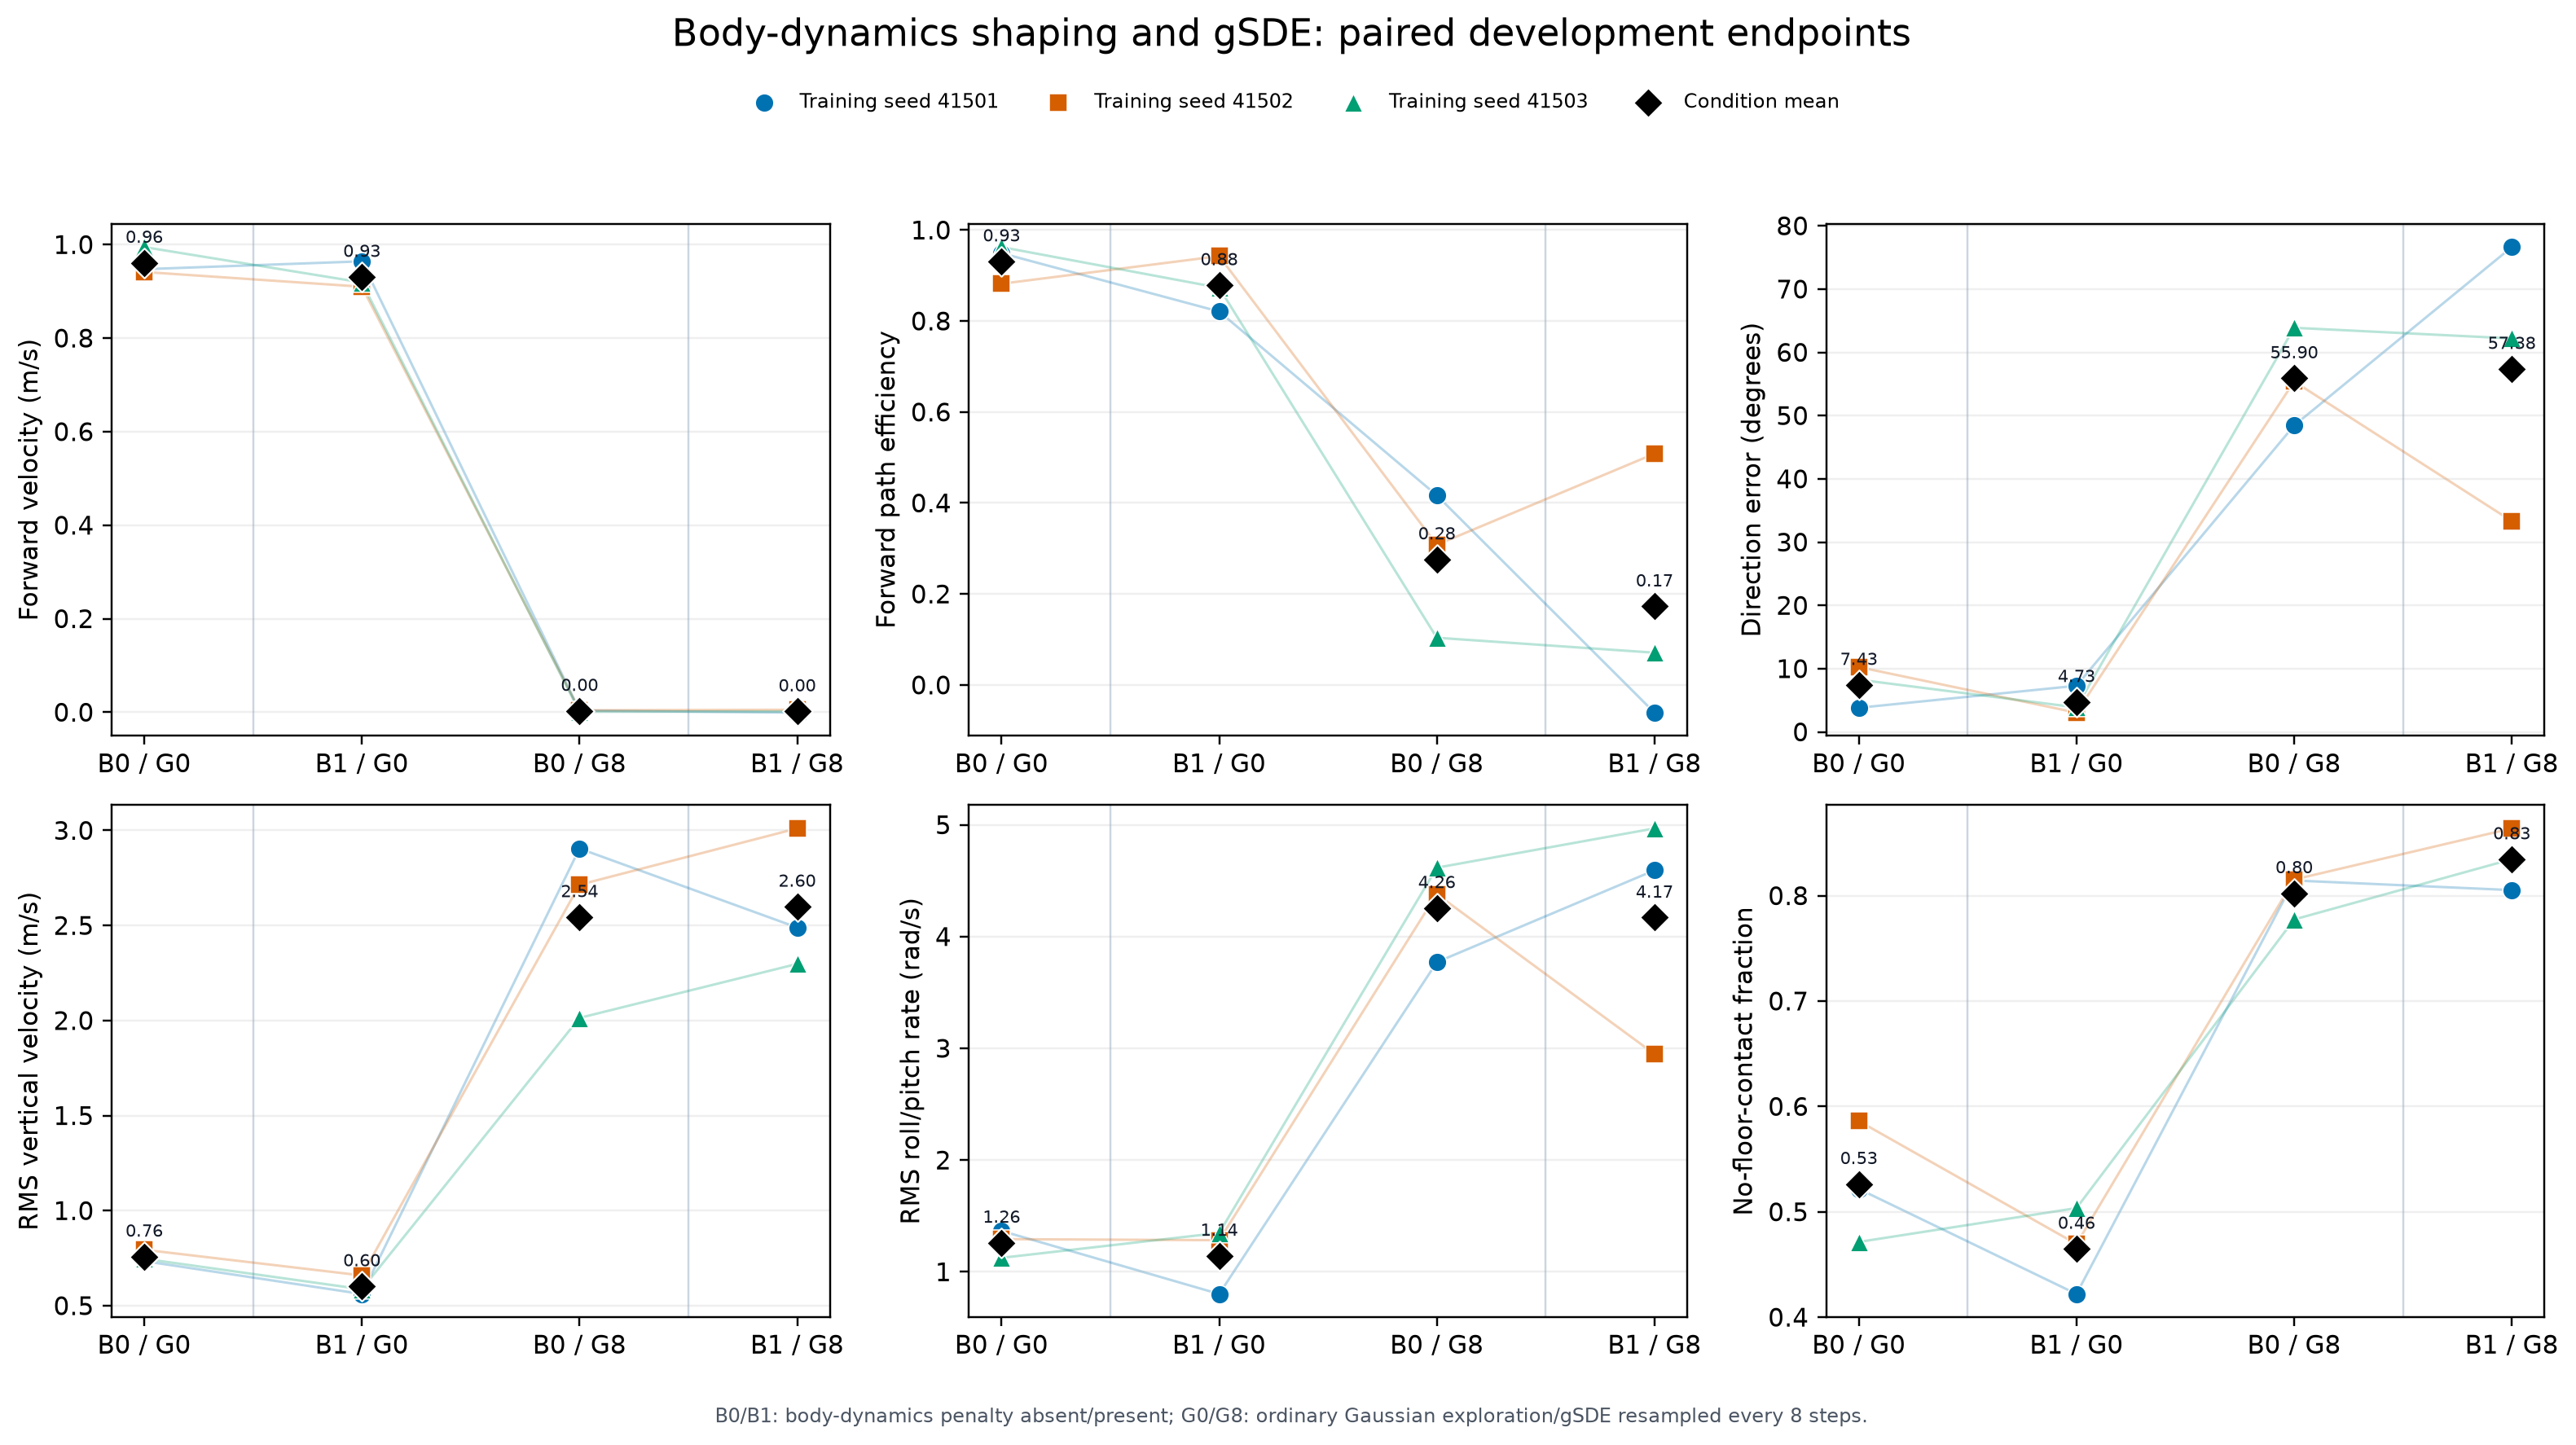 Body-dynamics shaping and gSDE: paired development endpoints
Training seed 41501
Training seed 41502
Training seed 41503
Condition mean
Forward velocity (m/s)
1.0
0.8
0.6
0.4
0.2
0.0
0.96
0.93
0.00
0.00
B0 / G0
B1 / G0
B0 / G8
B1 / G8
Forward path efficiency
1.0
0.8
0.6
0.4
0.2
0.0
0.93
0.88
0.28
0.17
B0 / G0
B1 / G0
B0 / G8
B1 / G8
Direction error (degrees)
80
70
60
50
40
30
20
10
0
7.43
4.73
55.90
57.38
B0 / G0
B1 / G0
B0 / G8
B1 / G8
RMS vertical velocity (m/s)
3.0
2.5
2.0
1.5
1.0
0.5
0.76
0.60
2.54
2.60
B0 / G0
B1 / G0
B0 / G8
B1 / G8
RMS roll/pitch rate (rad/s)
5
4
3
2
1
1.26
1.14
4.26
4.17
B0 / G0
B1 / G0
B0 / G8
B1 / G8
No-floor-contact fraction
0.8
0.7
0.6
0.5
0.4
0.53
0.46
0.80
0.83
B0 / G0
B1 / G0
B0 / G8
B1 / G8
B0/B1: body-dynamics penalty absent/present; G0/G8: ordinary Gaussian exploration/gSDE resampled every 8 steps.